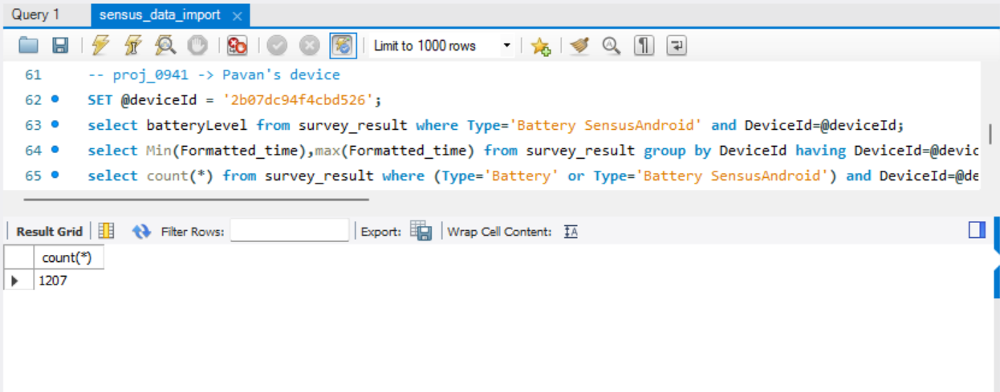 Query 1 sensus_data_import ×
Limit to 1000 rows
61 -- proj_0941 -> Pavan's device
62 SET @deviceId = '2b07dc94f4cbd526';
63 select batteryLevel from survey_result where Type='Battery SensusAndroid' and DeviceId=@deviceId;
64 select Min(Formatted_time),max(Formatted_time) from survey_result group by DeviceId having DeviceId=@devic
65 select count(*) from survey_result where (Type='Battery' or Type='Battery SensusAndroid') and DeviceId=@de
Result Grid Filter Rows: Export: Wrap Cell Content: IA
count(*)
1207